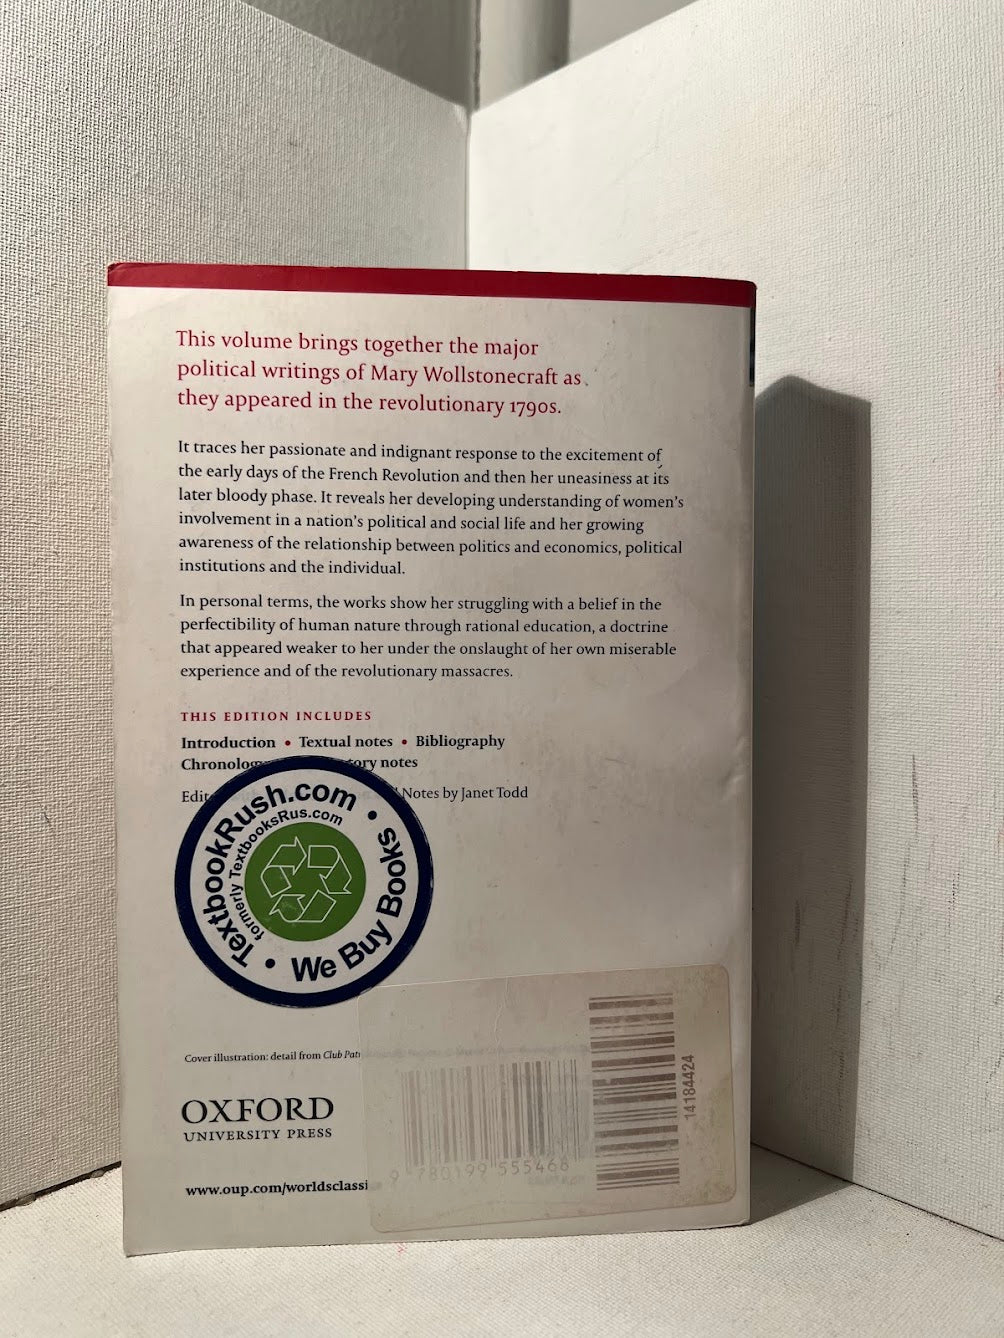 This volume brings together the major
political writings of Mary Wollstonecraft as
they appeared in the revolutionary 1790s.
It traces her passionate and indignant response to the excitement of
the early days of the French Revolution and then her uneasiness at its
later bloody phase. It reveals her developing understanding of women's
involvement in a nation's political and social life and her growing
awareness of the relationship between politics and economics, political
institutions and the individual.
In personal terms, the works show her struggling with a belief in the
perfectibility of human nature through rational education, a doctrine
that appeared weaker to her under the onslaught of her own miserable
experience and of the revolutionary massacres.
THIS EDITION INCLUDES
Introduction • Textual notes • Bibliography
notes
Notes by Janet Todd
TextbookRush.com
formerly TextbooksRus.com
• We Buy Books •
Cover illustration: detail from Club
OXFORD
UNIVERSITY PRESS
9 780199 555468
14184424